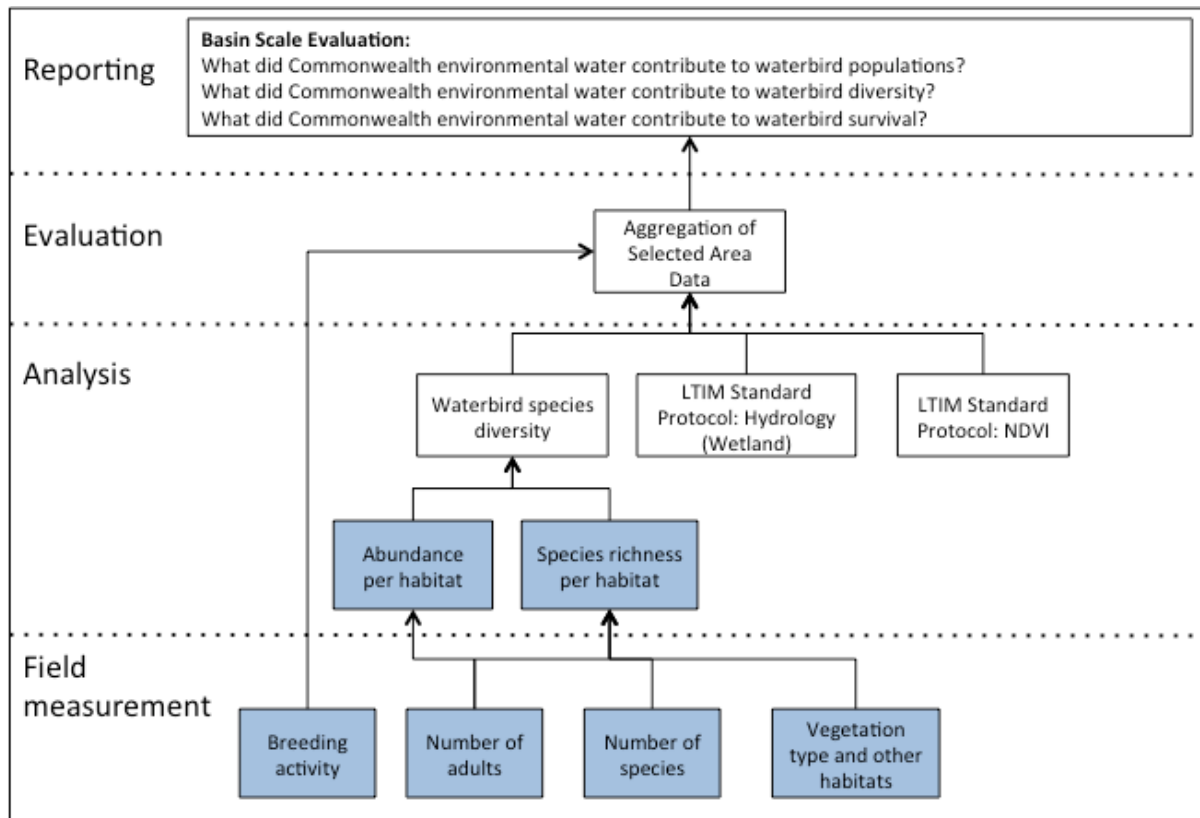 Reporting
Basin Scale Evaluation:
What did Commonwealth environmental water contribute to waterbird populations?
What did Commonwealth environmental water contribute to waterbird diversity?
What did Commonwealth environmental water contribute to waterbird survival?
Evaluation
Aggregation of
Selected Area
Data
Analysis
Waterbird species
diversity
LTIM Standard
Protocol: Hydrology
(Wetland)
LTIM Standard
Protocol: NDVI
Abundance
per habitat
Species richness
per habitat
Field
measurement
Breeding
activity
Number of
adults
Number of
species
Vegetation
type and other
habitats